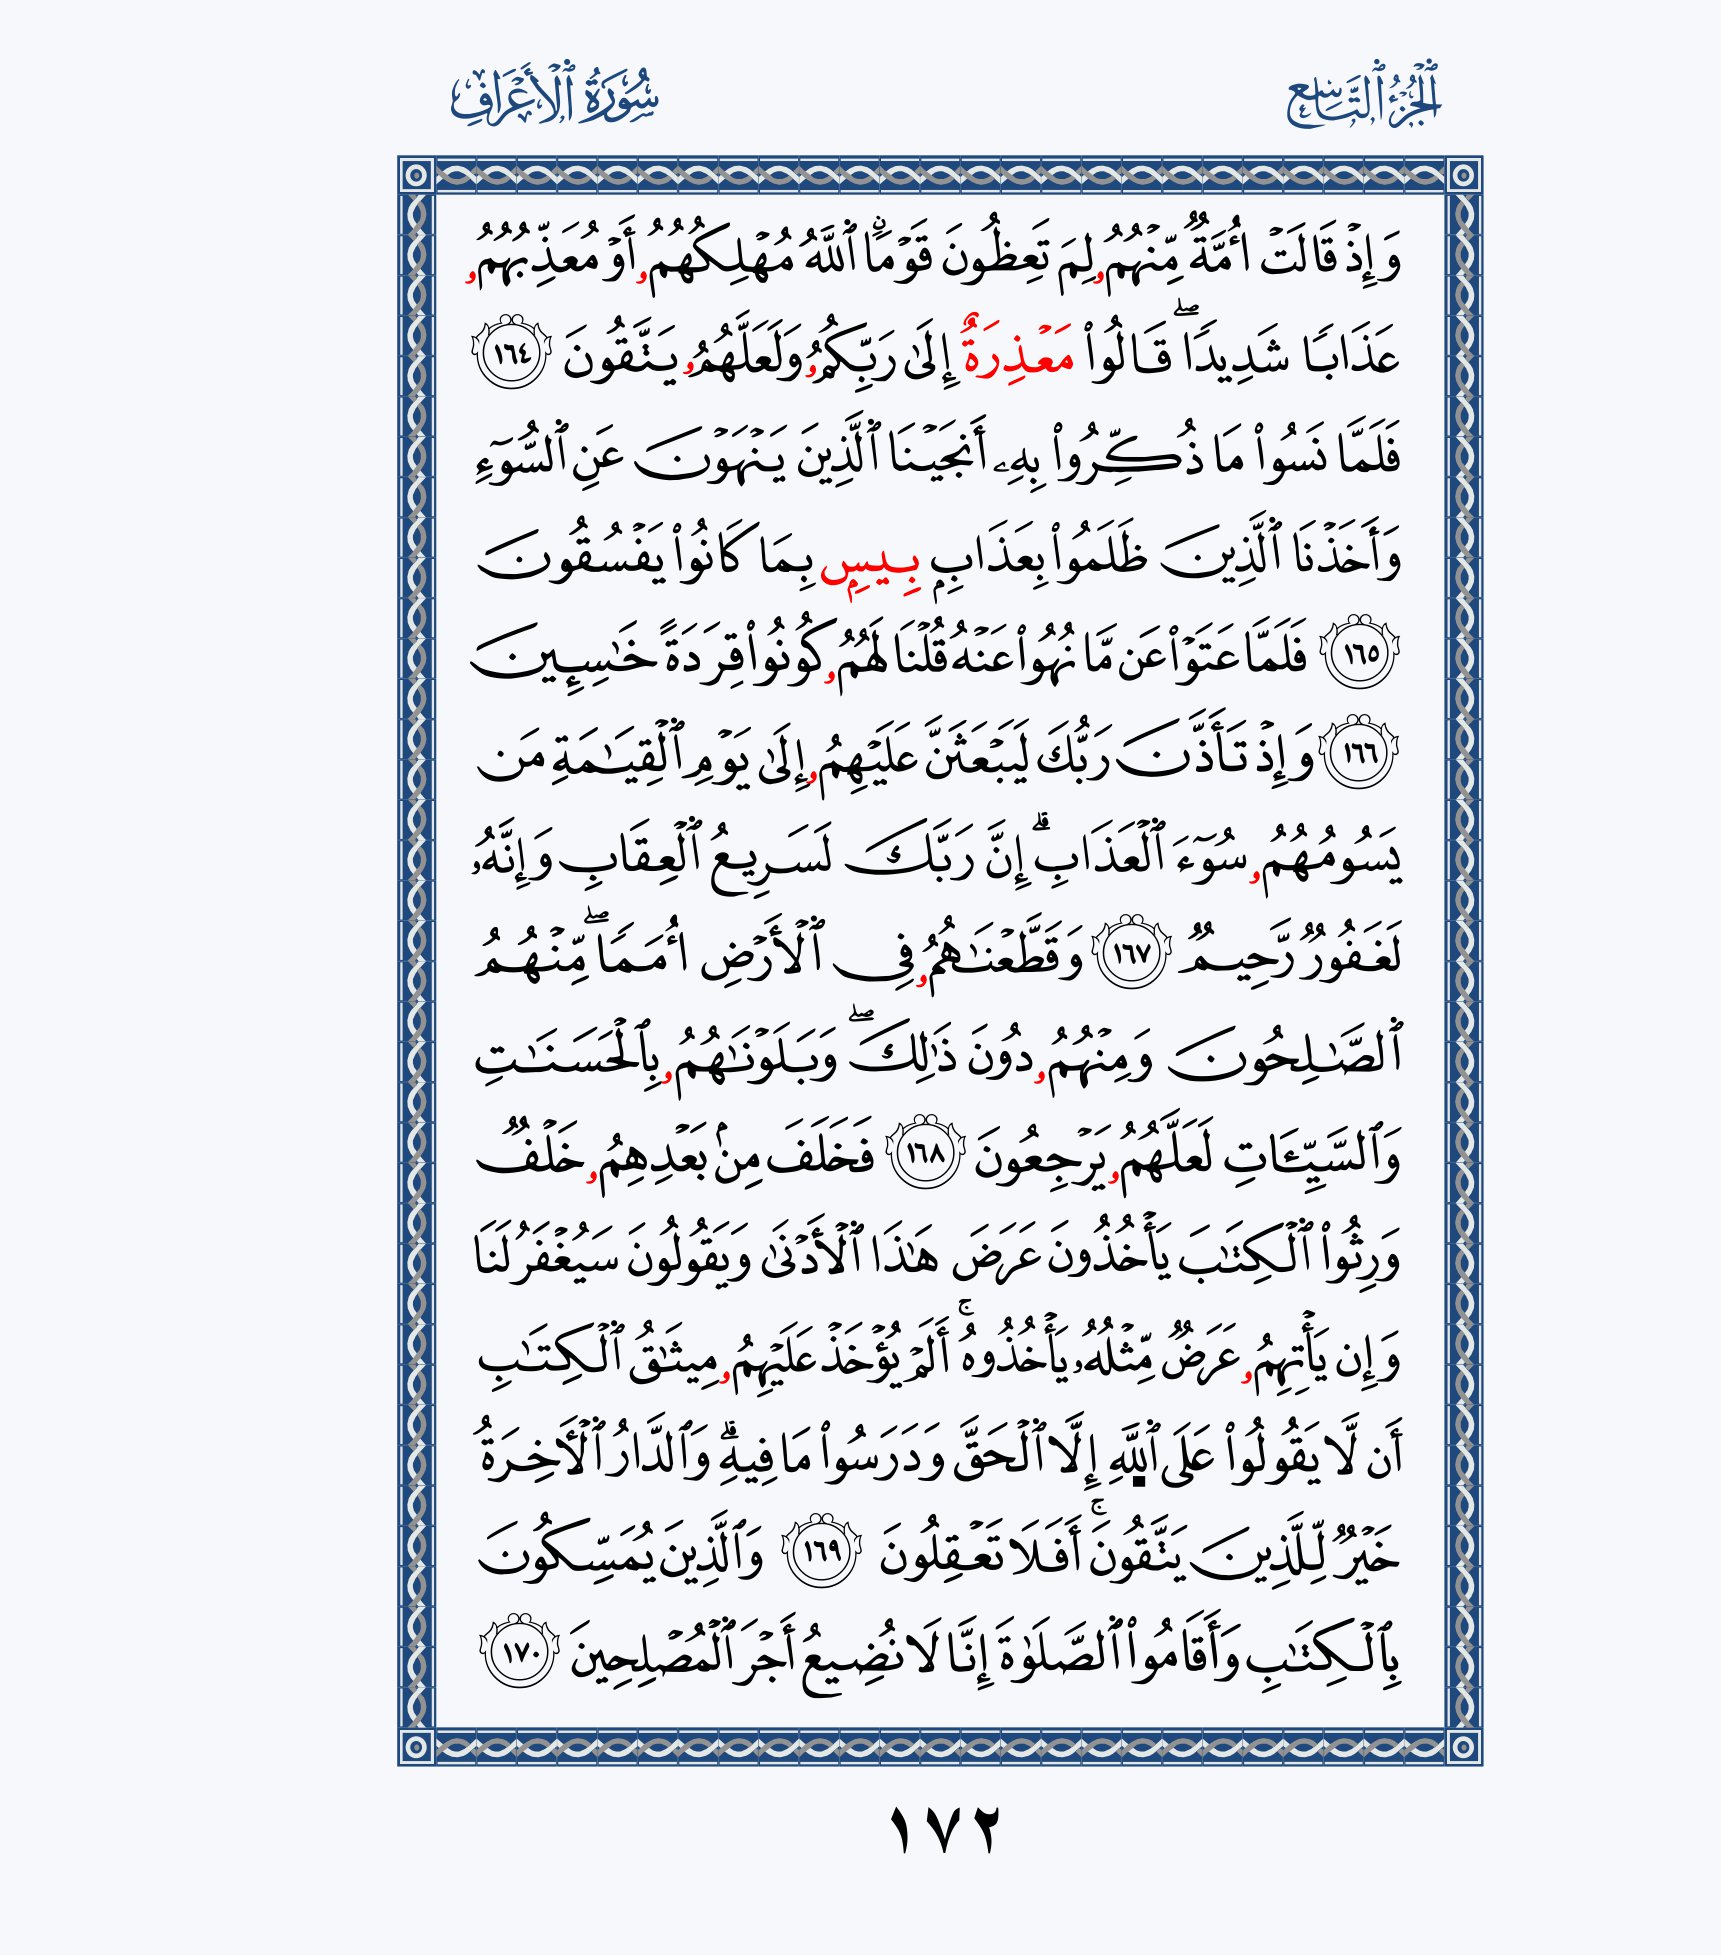 الجُزْءُ التَّاسِعُ
سُورَةُ ٱلْأَعْرَافِ
وَإِذْ قَالَتْ أُمَّةٌ مِّنْهُمُۥ لِمَ تَعِظُونَ قَوْمًا ۙ ٱللَّهُ مُهْلِكُهُمُۥ أَوْ مُعَذِّبُهُمُۥ
عَذَابًا شَدِيدًا ۖ قَالُوا۟ مَعْذِرَةٌ إِلَىٰ رَبِّكُمُۥ وَلَعَلَّهُمُۥ يَتَّقُونَ ١٦٤
فَلَمَّا نَسُوا۟ مَا ذُكِّرُوا۟ بِهِۦ أَنجَيْنَا ٱلَّذِينَ يَنْهَوْنَ عَنِ ٱلسُّوٓءِ
وَأَخَذْنَا ٱلَّذِينَ ظَلَمُوا۟ بِعَذَابٍ بِيسٍ بِمَا كَانُوا۟ يَفْسُقُونَ
١٦٥ فَلَمَّا عَتَوْا۟ عَن مَّا نُهُوا۟ عَنْهُ قُلْنَا لَهُمُۥ كُونُوا۟ قِرَدَةً خَٰسِـِٕينَ
١٦٦ وَإِذْ تَأَذَّنَ رَبُّكَ لَيَبْعَثَنَّ عَلَيْهِمُۥ إِلَىٰ يَوْمِ ٱلْقِيَٰمَةِ مَن
يَسُومُهُمُۥ سُوٓءَ ٱلْعَذَابِ ۗ إِنَّ رَبَّكَ لَسَرِيعُ ٱلْعِقَابِ وَإِنَّهُۥ
لَغَفُورٌ رَّحِيمٌ ١٦٧ وَقَطَّعْنَٰهُمُۥ فِى ٱلْأَرْضِ أُمَمًا ۖ مِّنْهُمُ
ٱلصَّٰلِحُونَ وَمِنْهُمُۥ دُونَ ذَٰلِكَ ۖ وَبَلَوْنَٰهُمُۥ بِٱلْحَسَنَٰتِ
وَٱلسَّيِّـَٔاتِ لَعَلَّهُمُۥ يَرْجِعُونَ ١٦٨ فَخَلَفَ مِنۢ بَعْدِهِمُۥ خَلْفٌ
وَرِثُوا۟ ٱلْكِتَٰبَ يَأْخُذُونَ عَرَضَ هَٰذَا ٱلْأَدْنَىٰ وَيَقُولُونَ سَيُغْفَرُ لَنَا
وَإِن يَأْتِهِمُۥ عَرَضٌ مِّثْلُهُۥ يَأْخُذُوهُ ۚ أَلَمْ يُؤْخَذْ عَلَيْهِمُۥ مِيثَٰقُ ٱلْكِتَٰبِ
أَن لَّا يَقُولُوا۟ عَلَى ٱللَّهِ إِلَّا ٱلْحَقَّ وَدَرَسُوا۟ مَا فِيهِ ۗ وَٱلدَّارُ ٱلْـَٔاخِرَةُ
خَيْرٌ لِّلَّذِينَ يَتَّقُونَ ۚ أَفَلَا تَعْقِلُونَ ١٦٩ وَٱلَّذِينَ يُمَسِّكُونَ
بِٱلْكِتَٰبِ وَأَقَامُوا۟ ٱلصَّلَوٰةَ إِنَّا لَا نُضِيعُ أَجْرَ ٱلْمُصْلِحِينَ ١٧٠
١٧٢